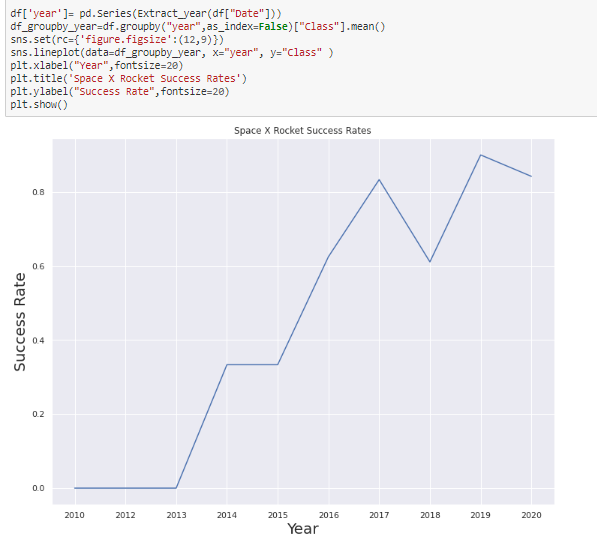 df['year']= pd.Series(Extract_year(df["Date"]))
df_groupby_year=df.groupby("year",as_index=False)["Class"].mean()
sns.set(rc={'figure.figsize':(12,9)})
sns.lineplot(data=df_groupby_year, x="year", y="Class" )
plt.xlabel("Year",fontsize=20)
plt.title('Space X Rocket Success Rates')
plt.ylabel("Success Rate",fontsize=20)
plt.show()
Space X Rocket Success Rates
Success Rate
0.8
0.6
0.4
0.2
0.0
2010 2012 2013 2014 2015 2016 2017 2018 2019 2020
Year